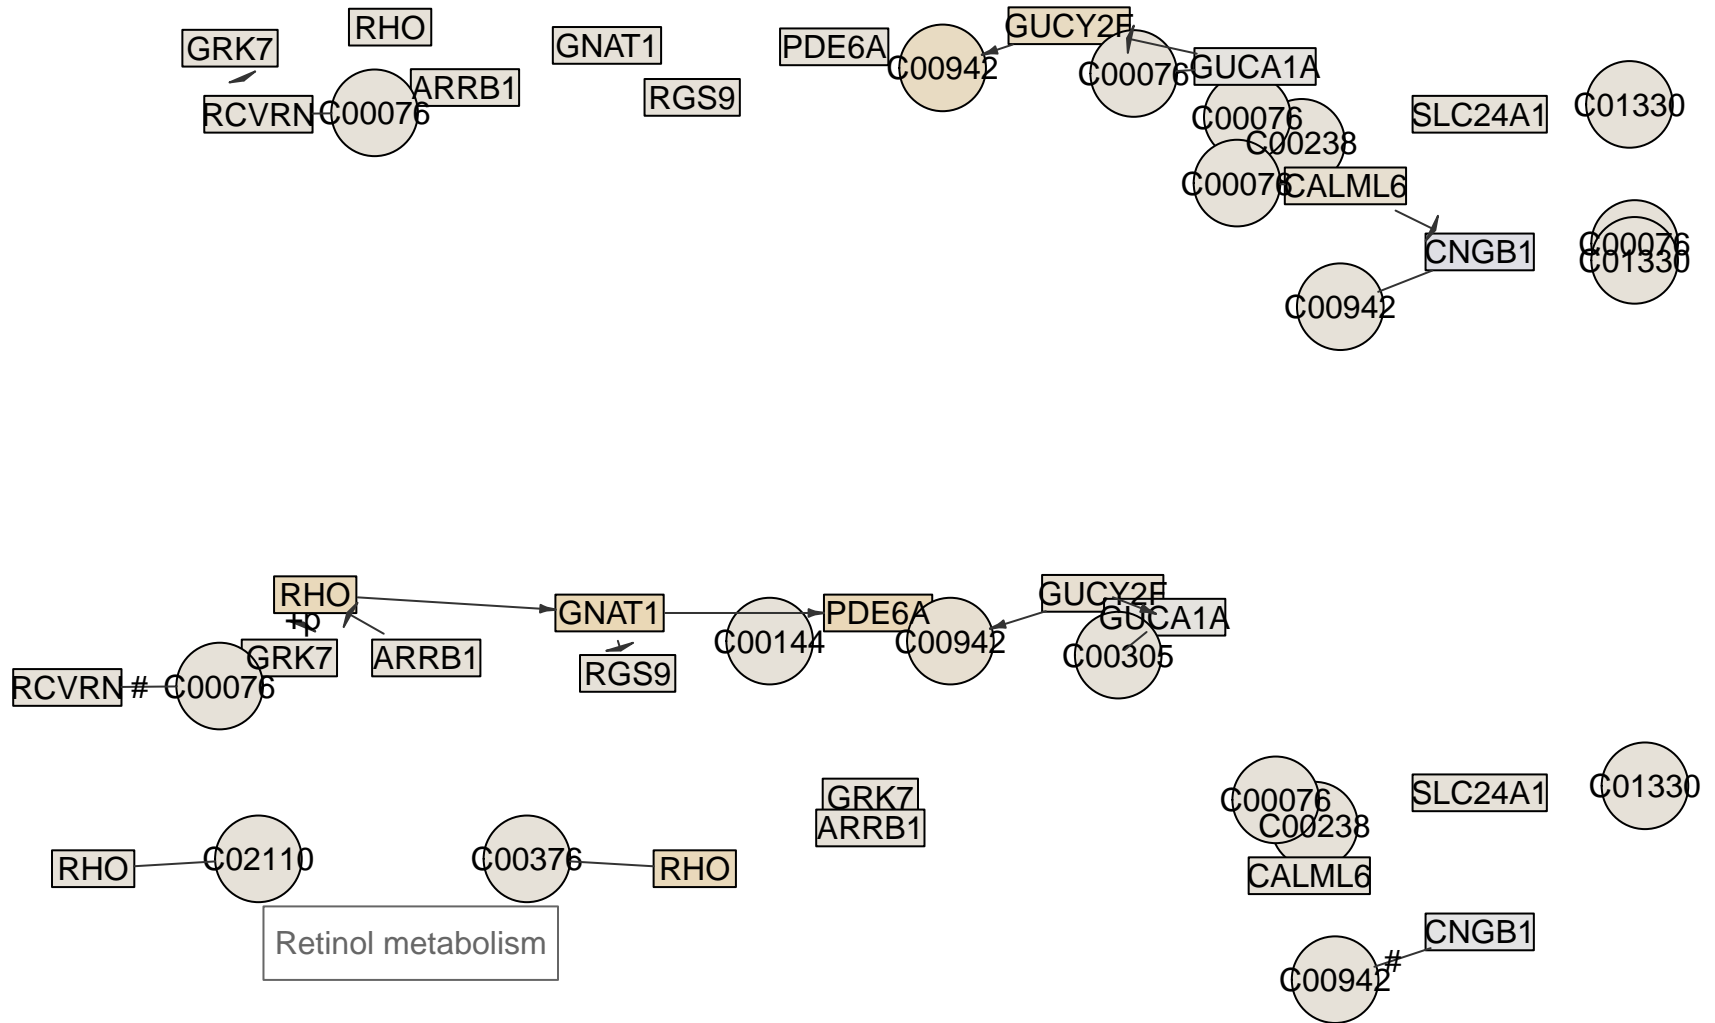 RHO
GRK7
GNAT1
PDE6A
GUCY2F
C00942
C00076
GUCA1A
ARRB1
RGS9
RCVRN
C00076
C00076
SLC24A1
C01330
C00238
C00076
CALML6
CNGB1
C00076
C01330
C00942
RHO
+p
GNAT1
PDE6A
GUCY2F
GUCA1A
GRK7
ARRB1
RGS9
C00144
C00942
C00305
RCVRN
#
C00076
GRK7
ARRB1
C00076
C00238
SLC24A1
C01330
RHO
C02110
C00376
RHO
CALML6
Retinol metabolism
CNGB1
#
C00942